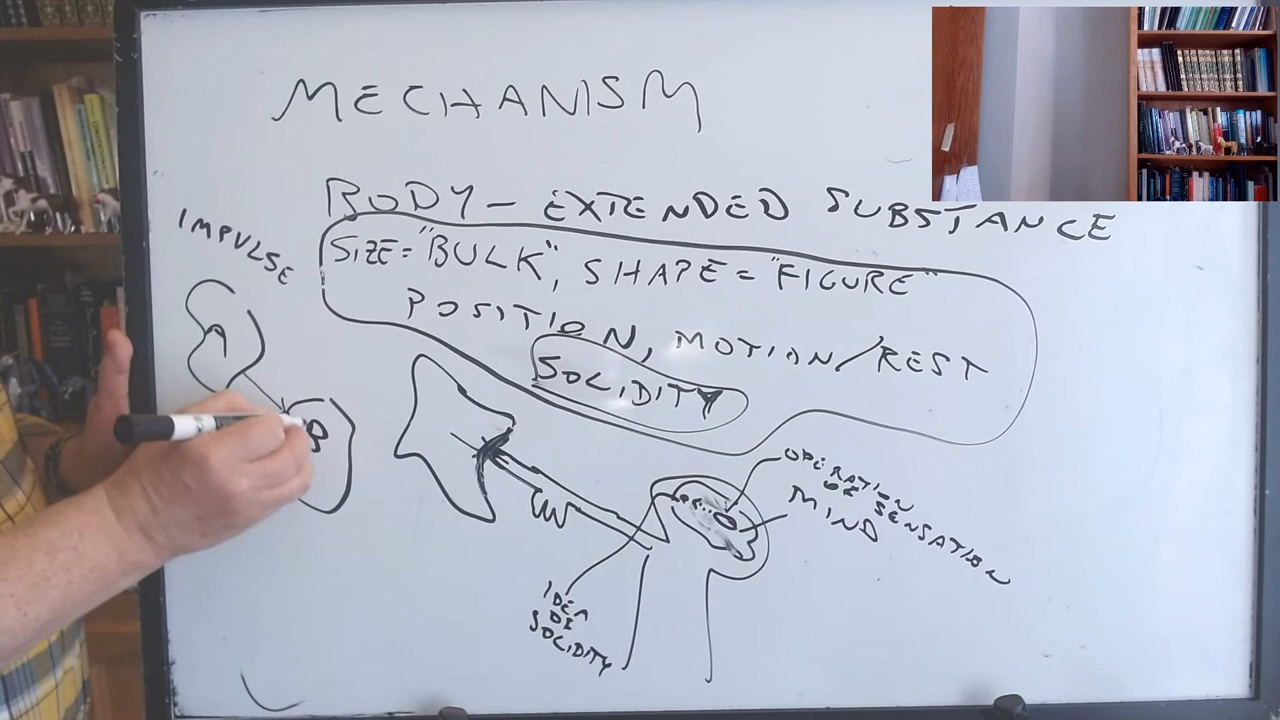 MECHANISM
BODY – EXTENDED SUBSTANCE
SIZE = "BULK", SHAPE = "FIGURE"
POSITION, MOTION/REST
SOLIDITY
IMPULSE
B
OPERATION
OF SENSATION
MIND
IDEA
OF
SOLIDITY